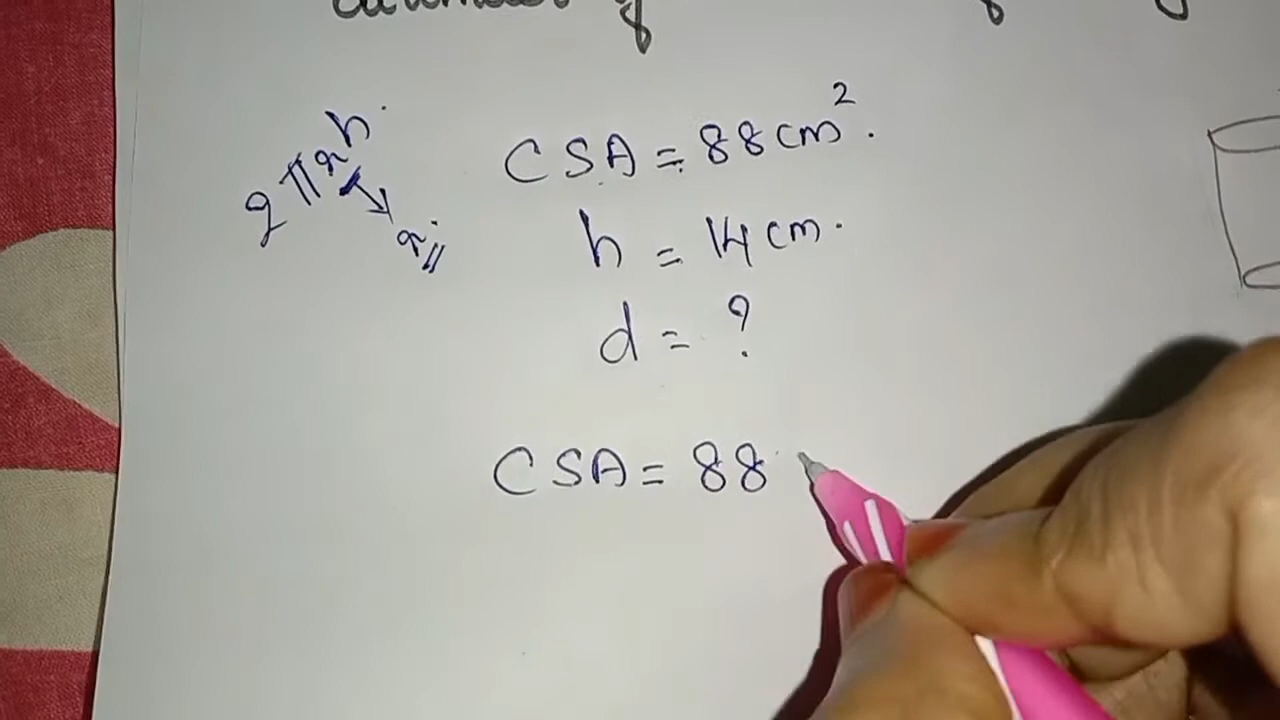 2πrh.
r.
CSA = 88 cm².
h = 14 cm.
d = ?
CSA = 88